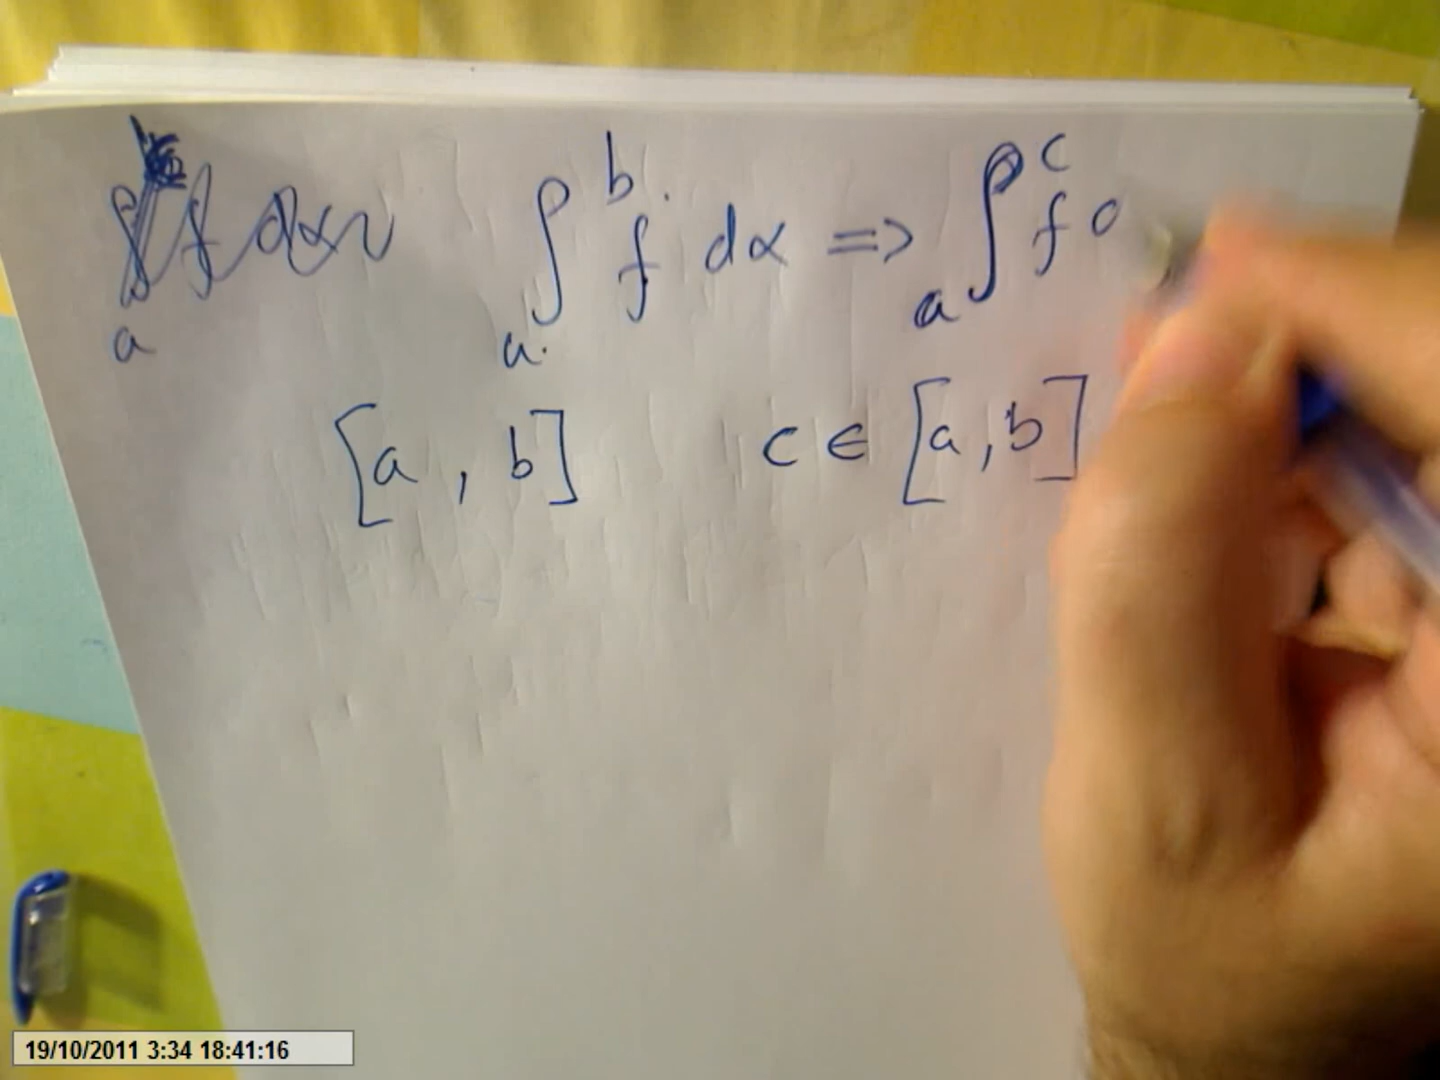 ∫_a^b f dα => ∫_a^c f d
[a, b] c ∈ [a, b]
19/10/2011 3:34 18:41:16